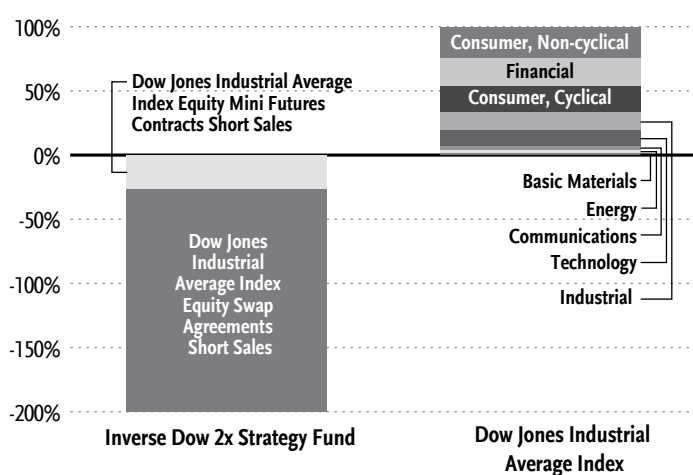 100%
50%
0%
-50%
-100%
-150%
-200%
Dow Jones Industrial Average
Index Equity Mini Futures
Contracts Short Sales
Dow Jones
Industrial
Average Index
Equity Swap
Agreements
Short Sales
Inverse Dow 2x Strategy Fund
Consumer, Non-cyclical
Financial
Consumer, Cyclical
Basic Materials
Energy
Communications
Technology
Industrial
Dow Jones Industrial
Average Index